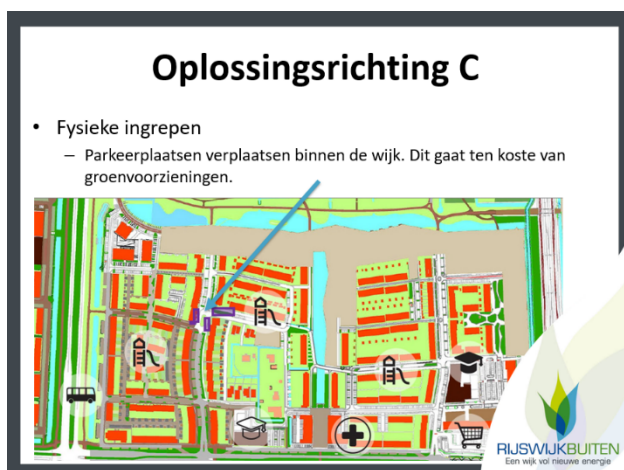 Oplossingsrichting C
• Fysieke ingrepen
– Parkeerplaatsen verplaatsen binnen de wijk. Dit gaat ten koste van
groenvoorzieningen.
RIJSWIJKBUITEN
Een wijk vol nieuwe energie